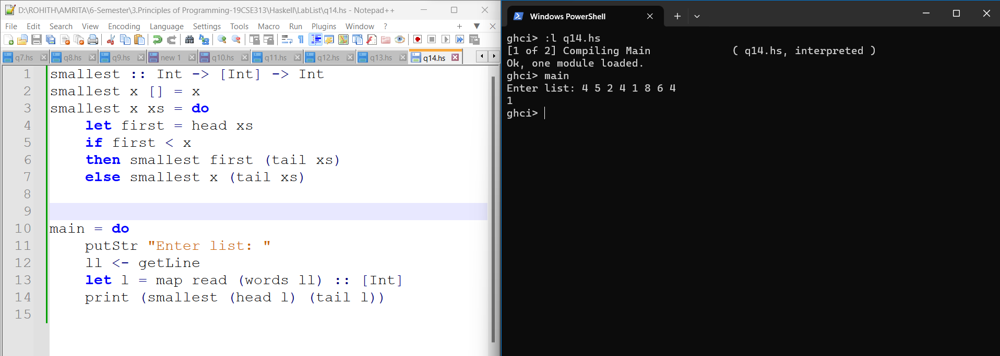 D:\ROHITH\AMRITA\6-Semester\3.Principles of Programming-19CSE313\Haskell\LabList\q14.hs - Notepad++
File Edit Search View Encoding Language Settings Tools Macro Run Plugins Window ?
q7.hs q8.hs q9.hs new 1 q10.hs q11.hs q12.hs q13.hs q14.hs
1 smallest :: Int -> [Int] -> Int
2 smallest x [] = x
3 smallest x xs = do
4     let first = head xs
5     if first < x
6     then smallest first (tail xs)
7     else smallest x (tail xs)
8
9
10 main = do
11     putStr "Enter list: "
12     ll <- getLine
13     let l = map read (words ll) :: [Int]
14     print (smallest (head l) (tail l))
15
Windows PowerShell
ghci> :l q14.hs
[1 of 2] Compiling Main             ( q14.hs, interpreted )
Ok, one module loaded.
ghci> main
Enter list: 4 5 2 4 1 8 6 4
1
ghci>